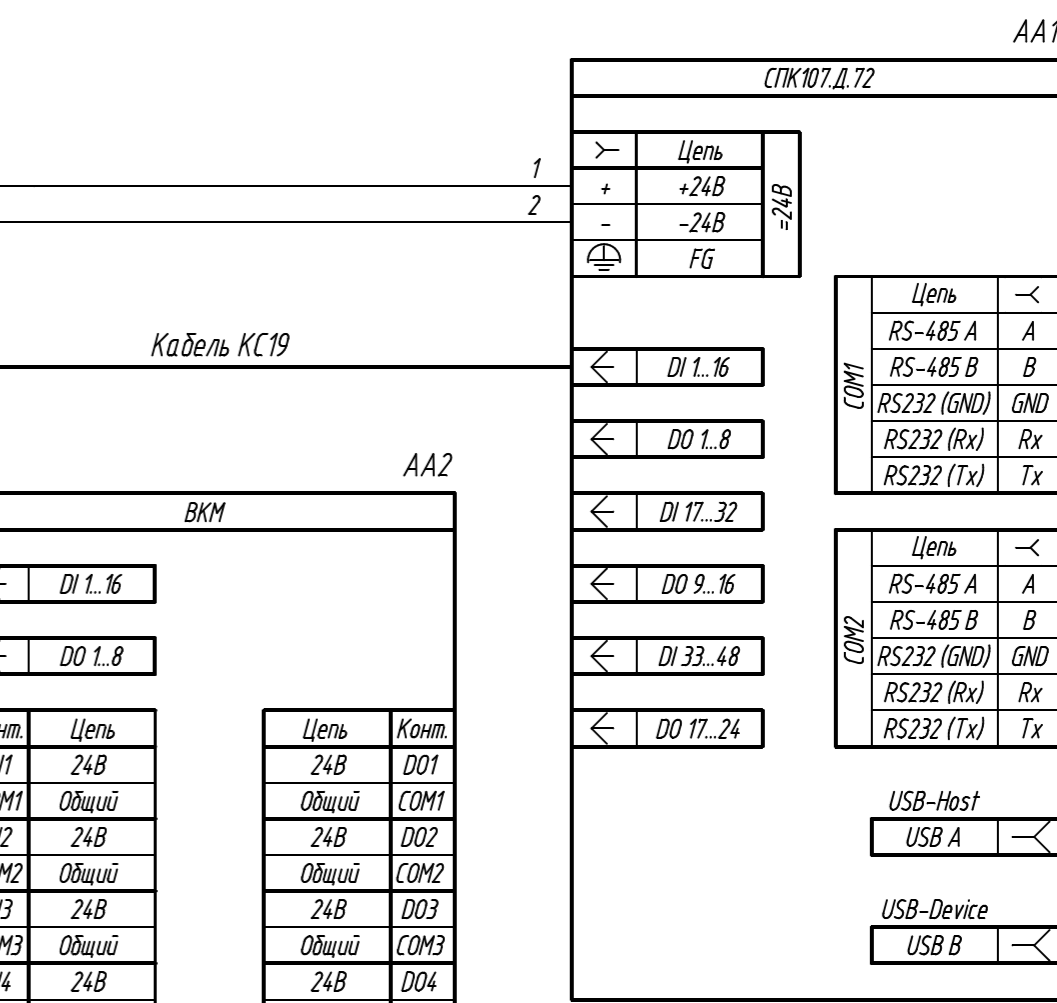 AA1
СПК107.Д.72
Цепь
1 + +24В
2 - -24В
=24В
FG
Цепь
RS-485 A A
RS-485 B B
RS232 (GND) GND
RS232 (Rx) Rx
RS232 (Tx) Tx
COM1
Кабель КС19
DI 1...16
DO 1...8
DI 17...32
DO 9...16
DI 33...48
DO 17...24
Цепь
RS-485 A A
RS-485 B B
RS232 (GND) GND
RS232 (Rx) Rx
RS232 (Tx) Tx
COM2
USB-Host
USB A
USB-Device
USB B
AA2
ВКМ
DI 1...16
DO 1...8
Цепь
24В
Общий
24В
Общий
24В
Общий
24В
Цепь Конт.
24В DO1
Общий COM1
24В DO2
Общий COM2
24В DO3
Общий COM3
24В DO4